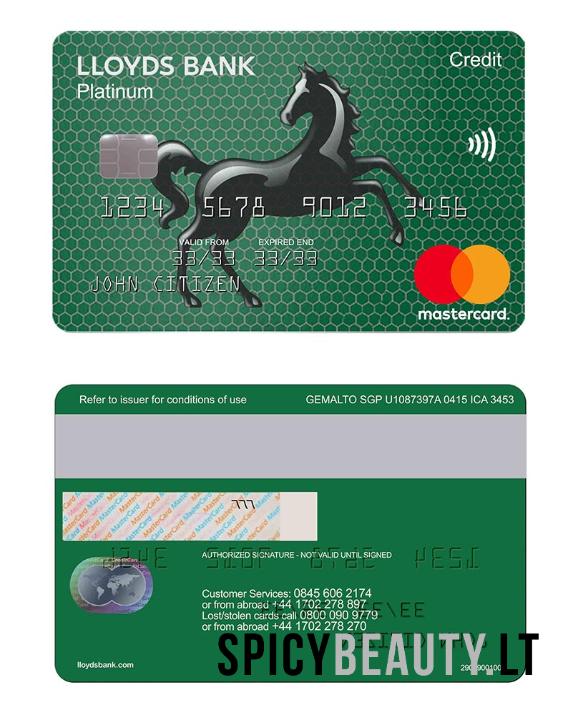 LLOYDS BANK
Platinum
Credit
1234 5678 9012 3456
VALID FROM EXPIRED END
33/33 33/33
JOHN CITIZEN
mastercard.
Refer to issuer for conditions of use GEMALTO SGP U1087397A 0415 ICA 3453
777
AUTHORIZED SIGNATURE - NOT VALID UNTIL SIGNED
Customer Services: 0845 606 2174
or from abroad +44 1702 278 897
Lost/stolen cards call 0800 090 9779
or from abroad +44 1702 278 270
SPICYBEAUTY.LT
lloydsbank.com